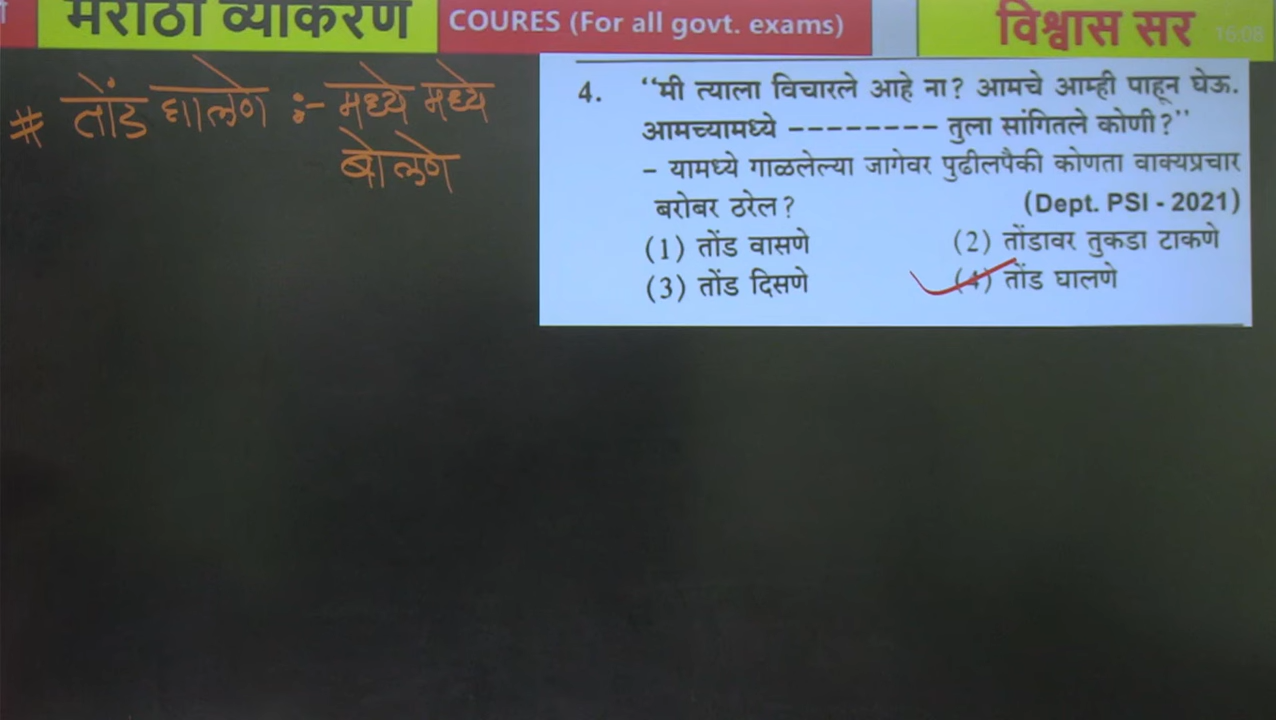 मराठी व्याकरण
COURES (For all govt. exams)
विश्वास सर
16:08
# तोंड घालणे :- मध्ये मध्ये
बोलणे
4. “मी त्याला विचारले आहे ना? आमचे आम्ही पाहून घेऊ.
आमच्यामध्ये -------- तुला सांगितले कोणी?”
– यामध्ये गाळलेल्या जागेवर पुढीलपैकी कोणता वाक्यप्रचार
बरोबर ठरेल? (Dept. PSI - 2021)
(1) तोंड वासणे (2) तोंडावर तुकडा टाकणे
(3) तोंड दिसणे (4) तोंड घालणे